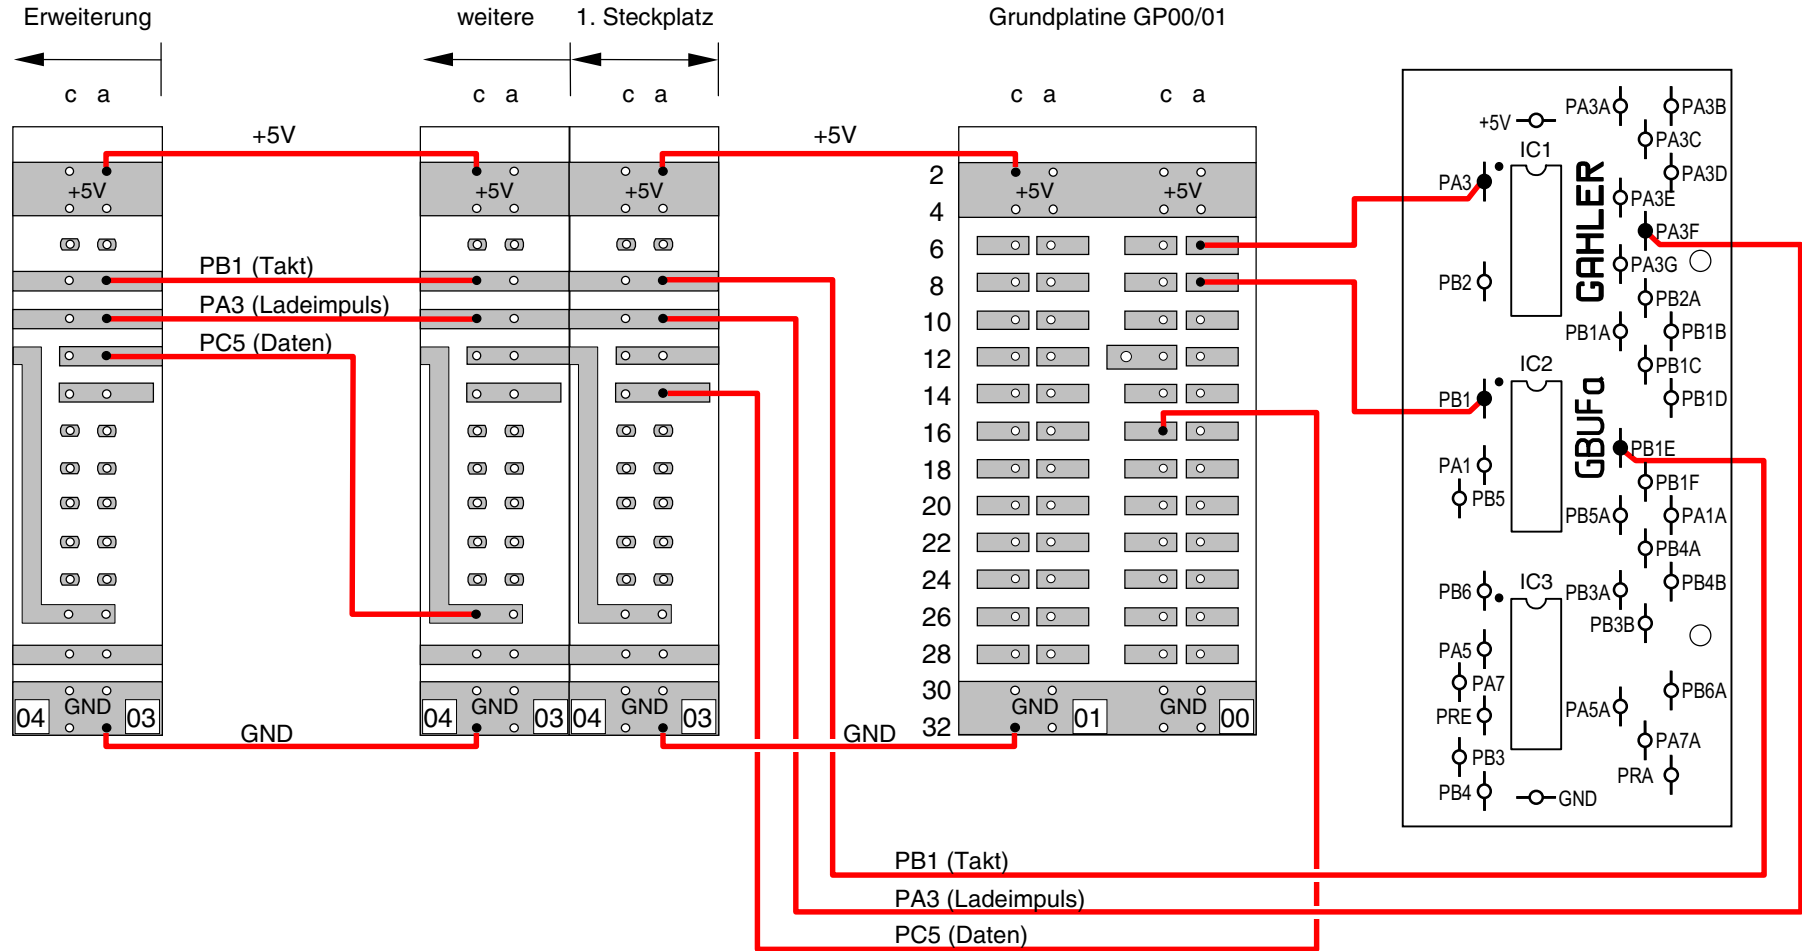 Erweiterung
weitere
1. Steckplatz
Grundplatine GP00/01
c a
c a
c a
c a
c a
+5V
+5V
+5V
+5V
+5V
+5V
+5V
PB1 (Takt)
PA3 (Ladeimpuls)
PC5 (Daten)
2
4
6
8
10
12
14
16
18
20
22
24
26
28
30
32
04
GND
03
04
GND
03
04
GND
03
GND
01
GND
00
GND
GND
PB1 (Takt)
PA3 (Ladeimpuls)
PC5 (Daten)
+5V
IC1
PA3
PB2
IC2
PB1
PA1
PB5
IC3
PB6
PA5
PA7
PRE
PB3
PB4
GND
GAHLER
GBUFa
PA3A
PA3B
PA3C
PA3D
PA3E
PA3F
PA3G
PB2A
PB1A
PB1B
PB1C
PB1D
PB1E
PB1F
PB5A
PA1A
PB4A
PB4B
PB3A
PB3B
PB6A
PA5A
PA7A
PRA